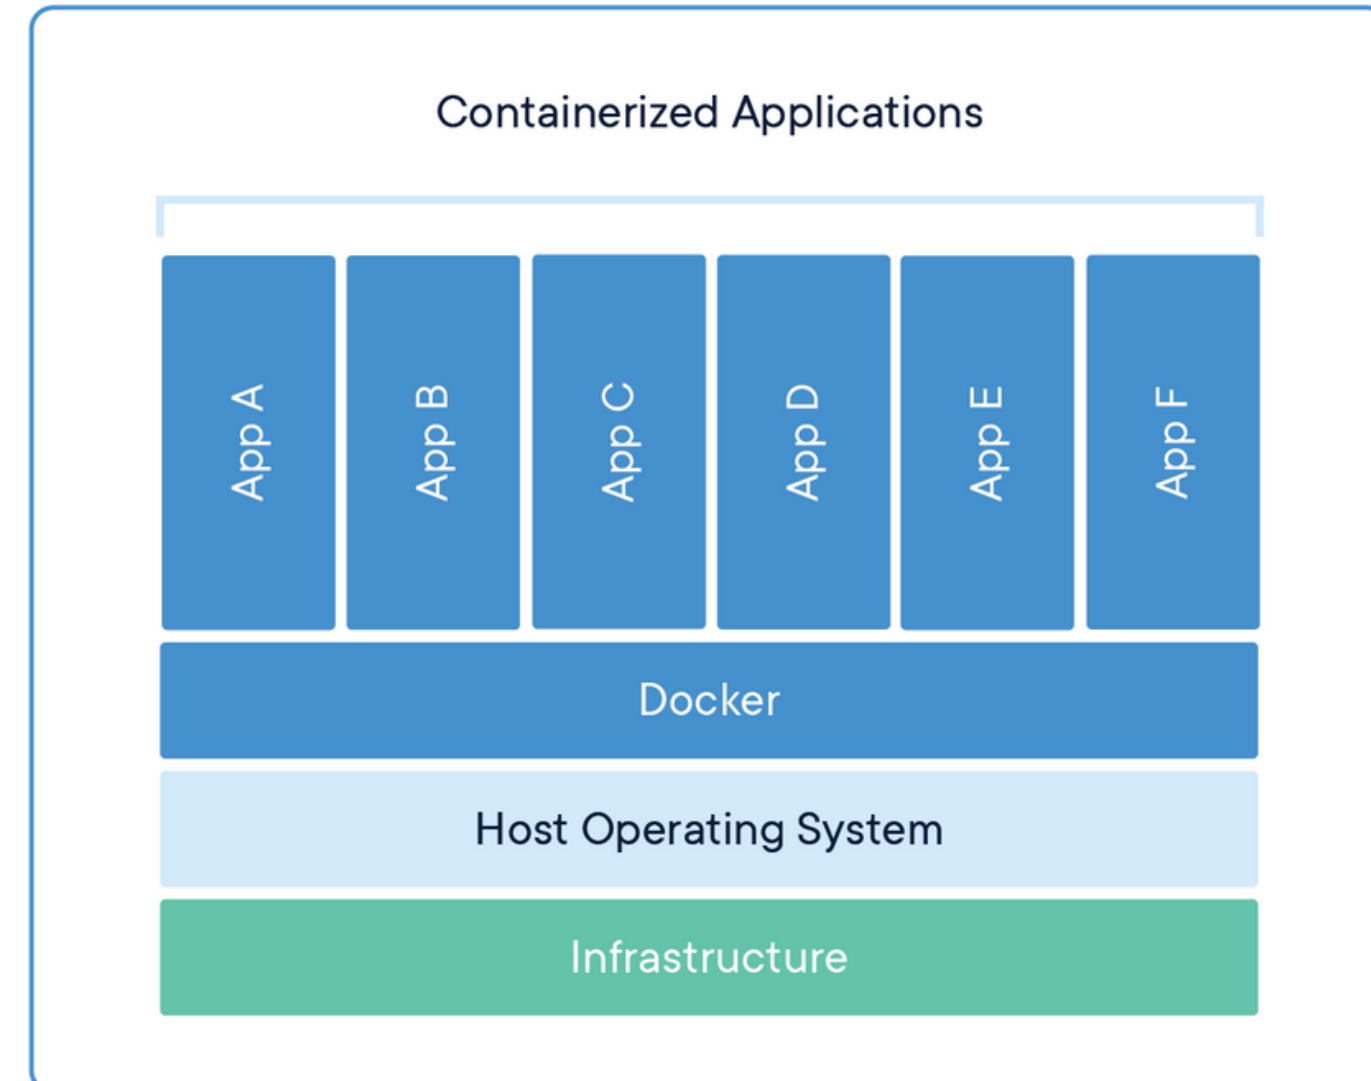 Containerized Applications
App A
App B
App C
App D
App E
App F
Docker
Host Operating System
Infrastructure